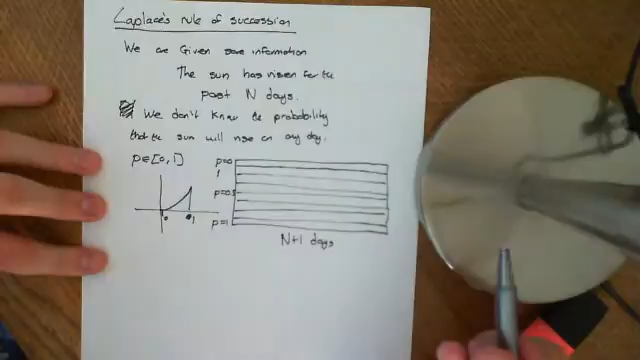 Laplace's rule of succession
We are Given some information
The sun has risen for the
past N days.
We don't know the probability
that the sun will rise on any day.
p∈[0,1]
p=0
p=0.5
p=1
0 1
N+1 days